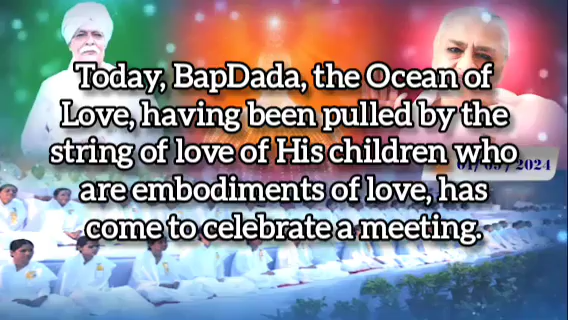 Today, BapDada, the Ocean of
Love, having been pulled by the
string of love of His children who
are embodiments of love, has
come to celebrate a meeting.
2024